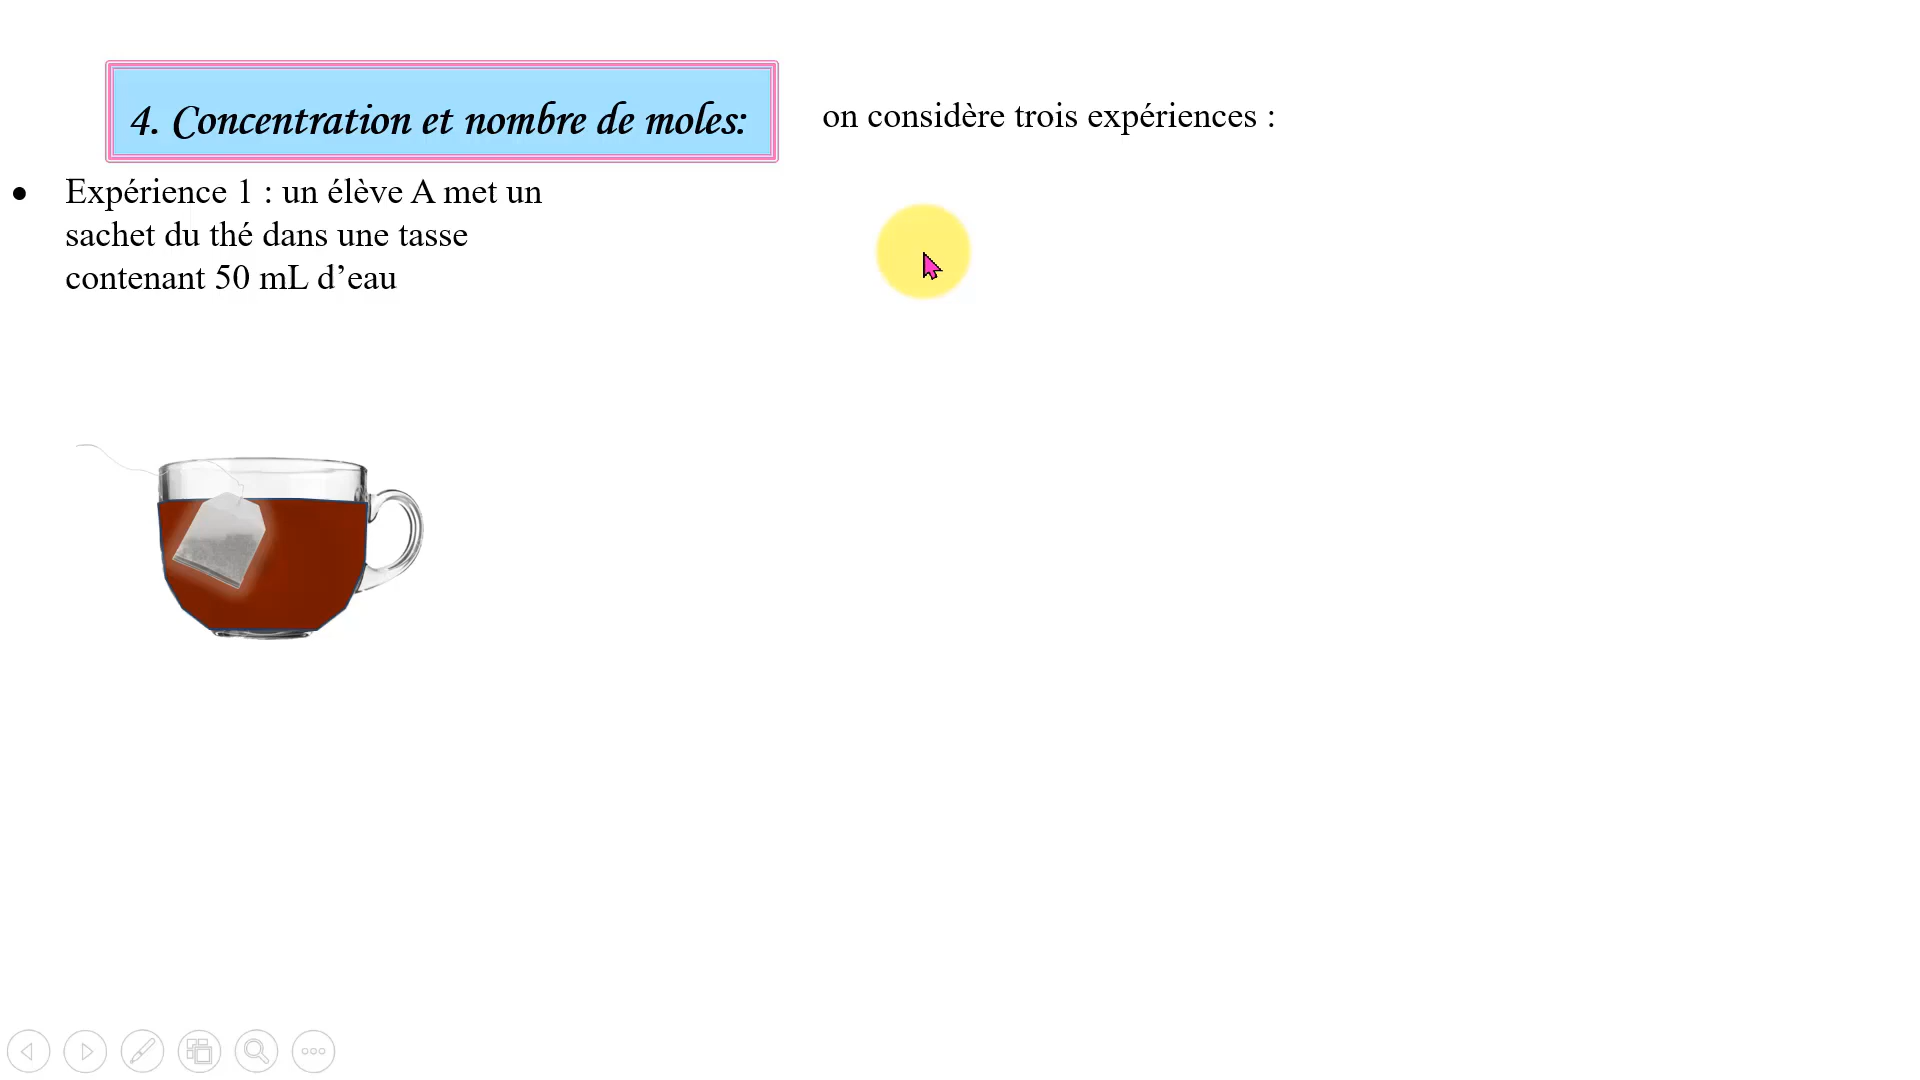 4. Concentration et nombre de moles:
on considère trois expériences :
• Expérience 1 : un élève A met un
sachet du thé dans une tasse
contenant 50 mL d’eau